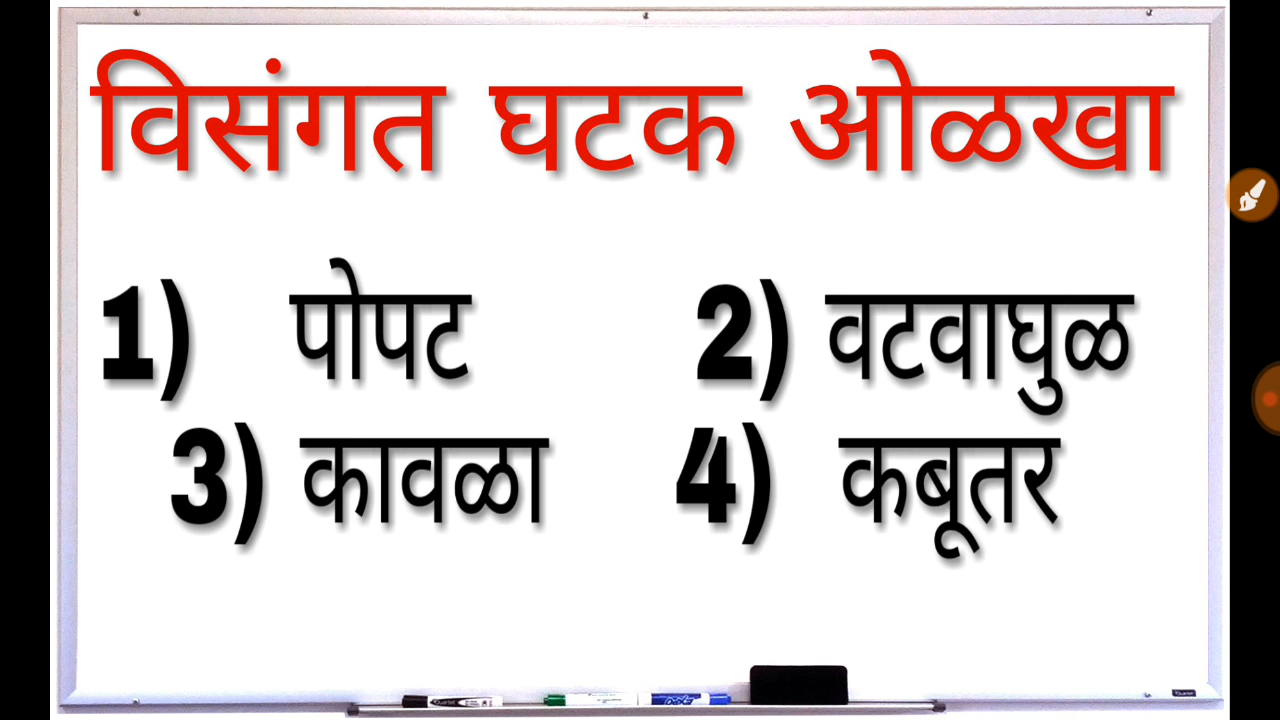 विसंगत घटक ओळखा
1) पोपट 2) वटवाघुळ
3) कावळा 4) कबूतर